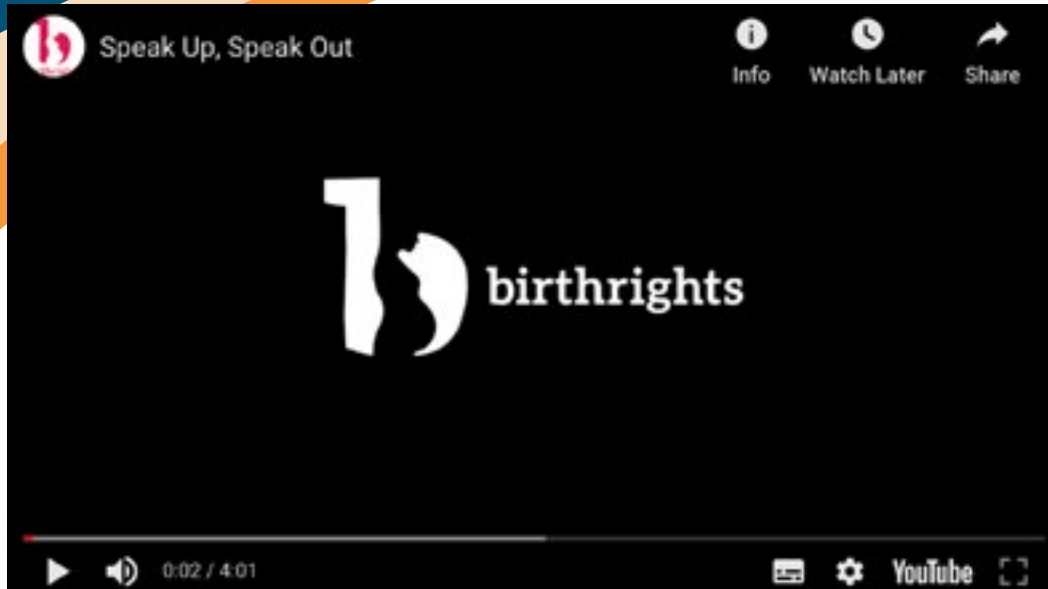 Speak Up, Speak Out
Info Watch Later Share
birthrights
0:02 / 4:01
YouTube